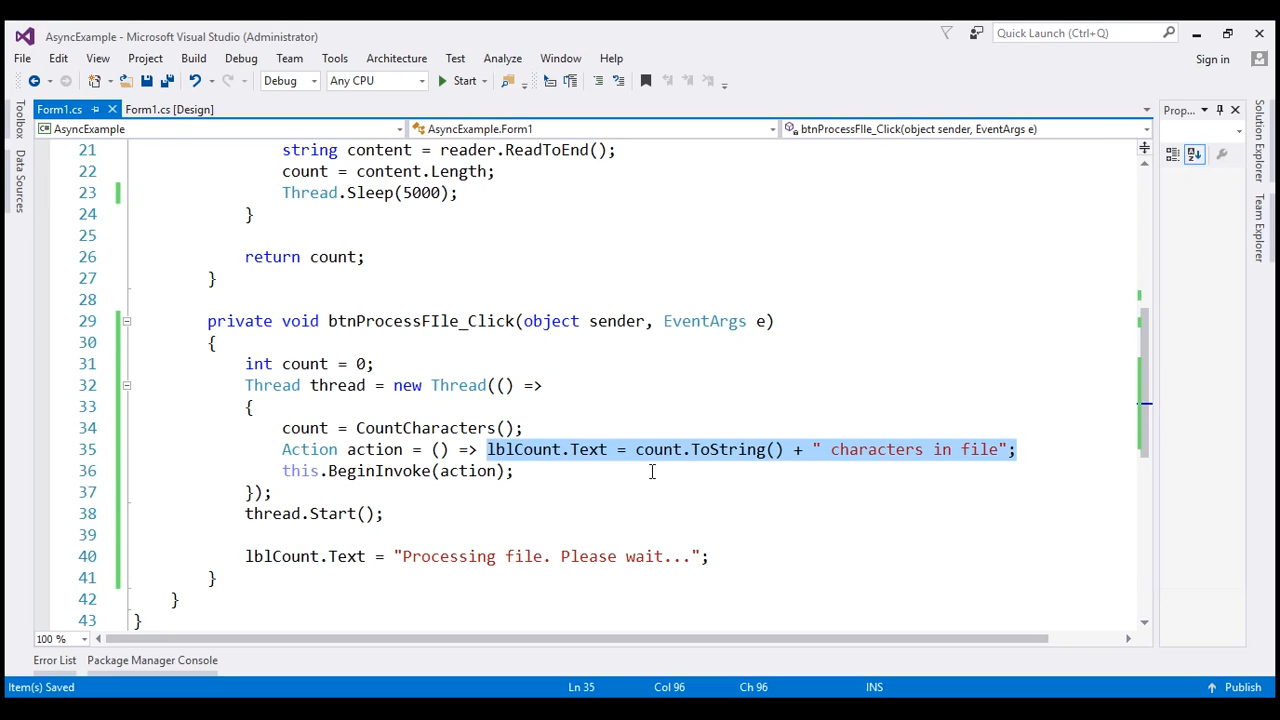 AsyncExample - Microsoft Visual Studio (Administrator)
Quick Launch (Ctrl+Q)
File Edit View Project Build Debug Team Tools Architecture Test Analyze Window Help
Sign in
Debug Any CPU Start
Form1.cs Form1.cs [Design]
Prop...
AsyncExample AsyncExample.Form1 btnProcessFIle_Click(object sender, EventArgs e)
Toolbox
Data Sources
Solution Explorer
Team Explorer
21 string content = reader.ReadToEnd();
22 count = content.Length;
23 Thread.Sleep(5000);
24 }
25
26 return count;
27 }
28
29 private void btnProcessFIle_Click(object sender, EventArgs e)
30 {
31 int count = 0;
32 Thread thread = new Thread(() =>
33 {
34 count = CountCharacters();
35 Action action = () => lblCount.Text = count.ToString() + " characters in file";
36 this.BeginInvoke(action);
37 });
38 thread.Start();
39
40 lblCount.Text = "Processing file. Please wait...";
41 }
42 }
43 }
100 %
Error List Package Manager Console
Item(s) Saved Ln 35 Col 96 Ch 96 INS Publish